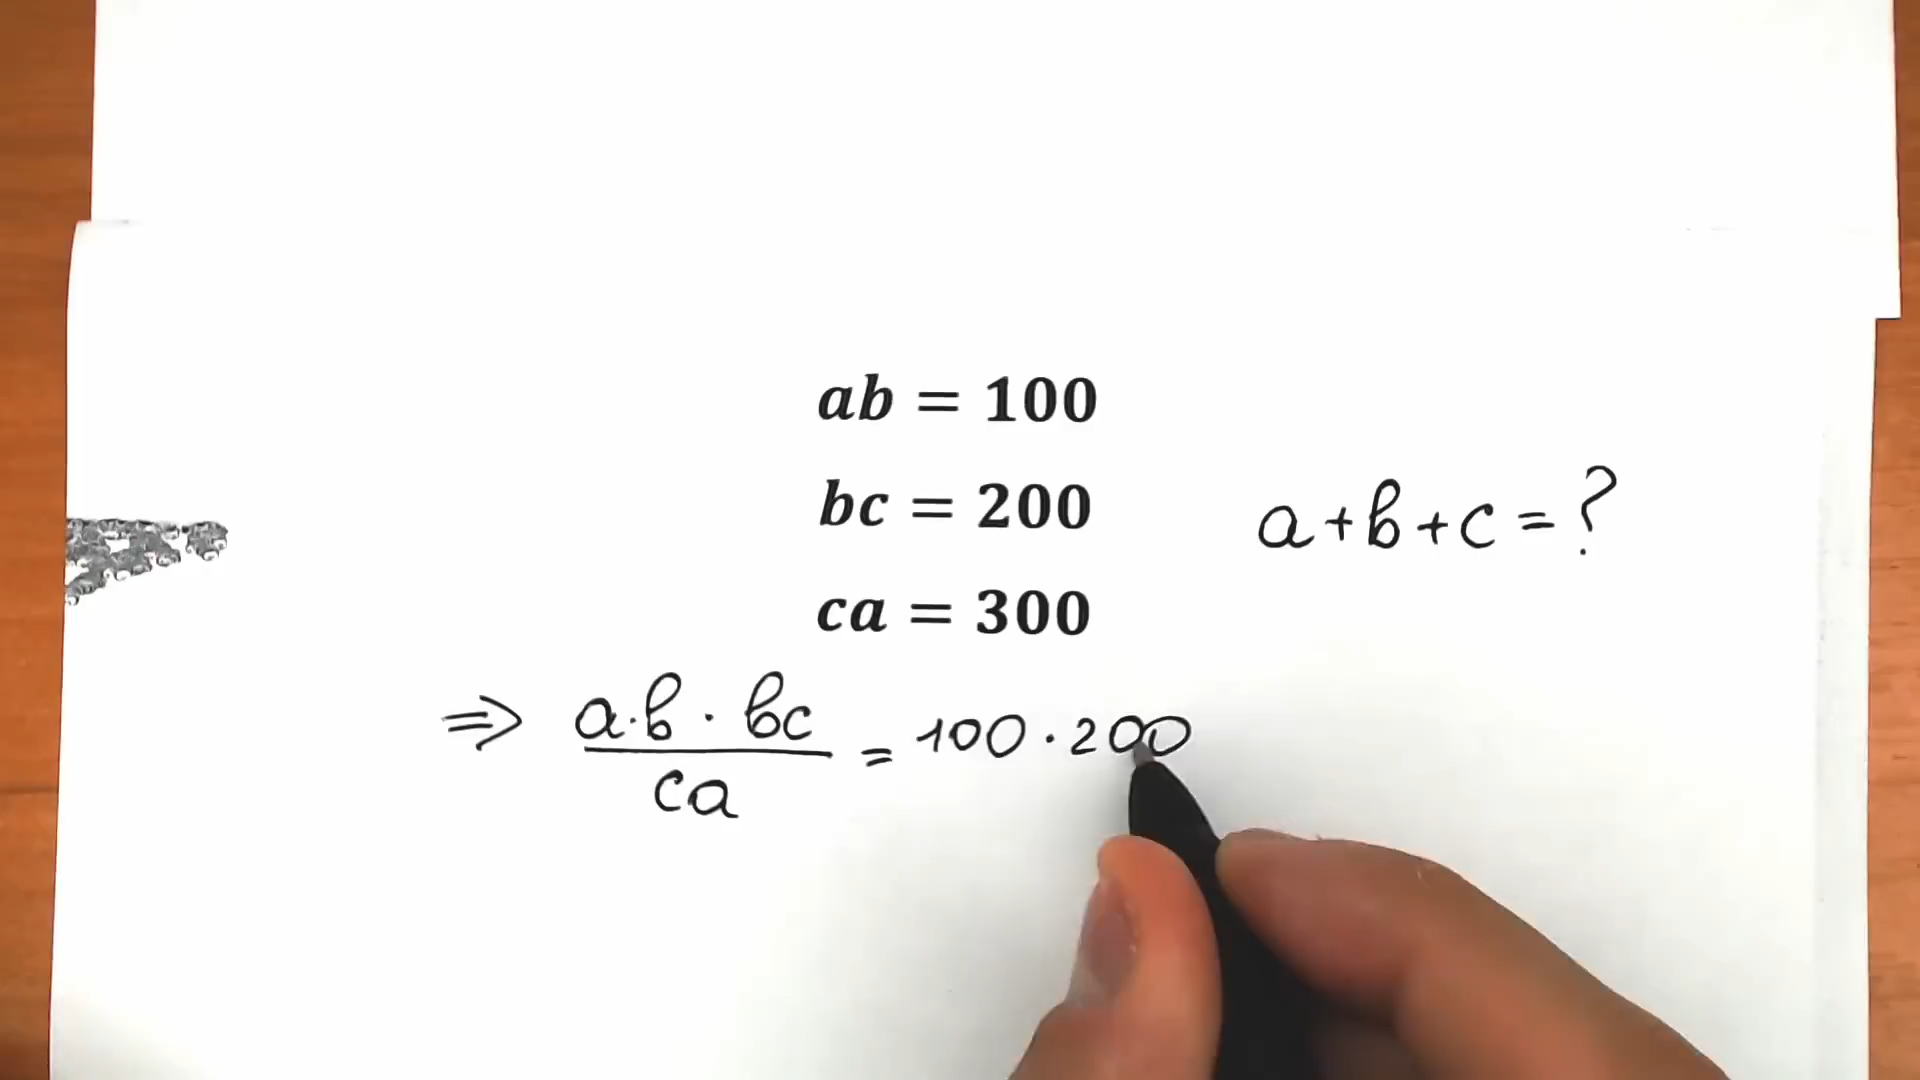 ab = 100
bc = 200
a+b+c=?
ca = 300
⇒ a·b · bc / ca = 100 · 200